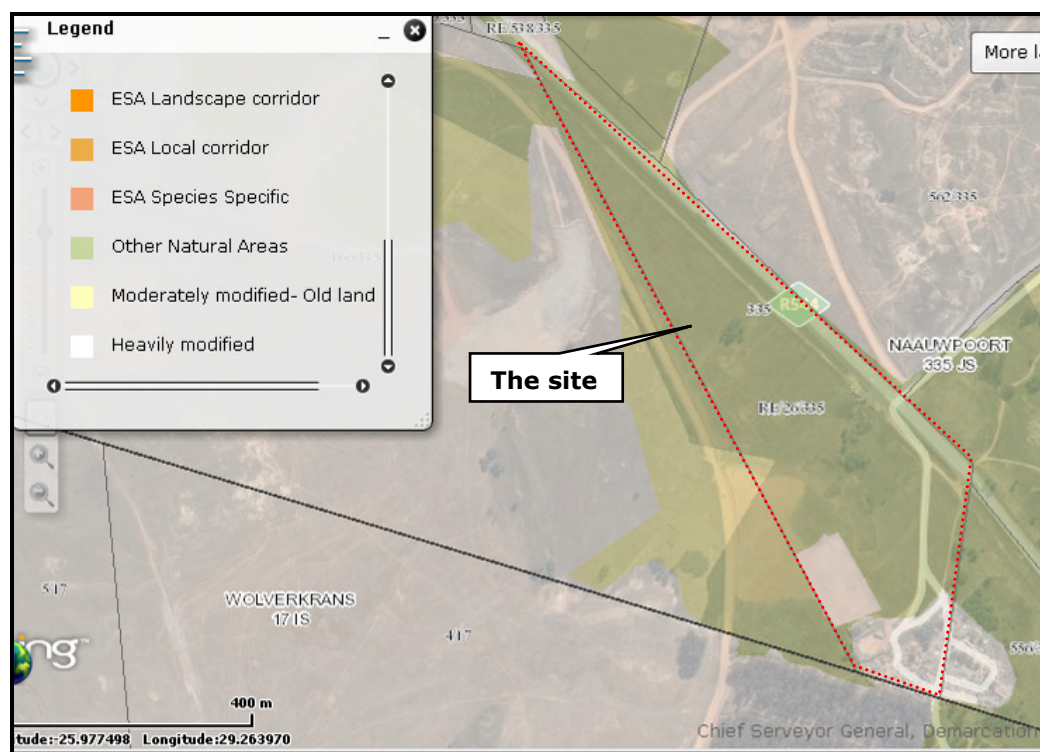 Legend
ESA Landscape corridor
ESA Local corridor
ESA Species Specific
Other Natural Areas
Moderately modified- Old land
Heavily modified
RE/538/335
More la
562/335
335
R544
NAAUWPOORT
335 JS
The site
RE/26/335
5/17
WOLVERKRANS
17 IS
4/17
ing™
400 m
tude:-25.977498 Longitude:29.263970
Chief Serveyor General, Demarcation